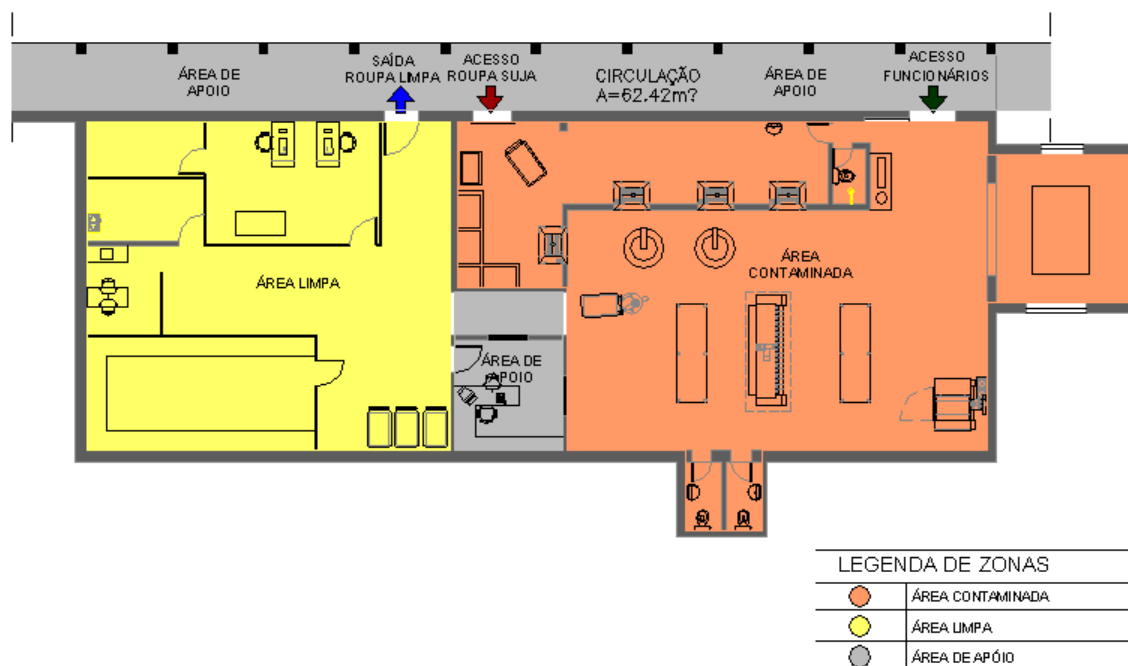 ÁREA DE
APOIO
SAÍDA
ROUPA LIMPA
ACESSO
ROUPA SUJA
CIRCULAÇÃO
A=62.42m?
ÁREA DE
APOIO
ACESSO
FUNCIONÁRIOS
ÁREA LIMPA
ÁREA
CONTAMINADA
ÁREA DE
APOIO
LEGENDA DE ZONAS
ÁREA CONTAMINADA
ÁREA LIMPA
ÁREA DE APÓIO